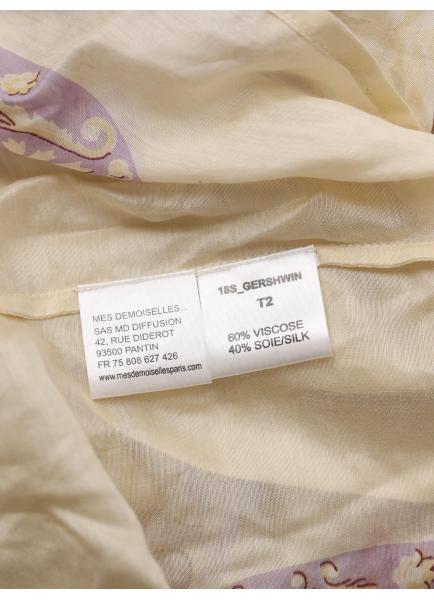 MES DEMOISELLES...
SAS MD DIFFUSION
42, RUE DIDEROT
93500 PANTIN
FR 75 808 627 426
www.mesdemoisellesparis.com
18S_GERSHWIN
T2
60% VISCOSE
40% SOIE/SILK